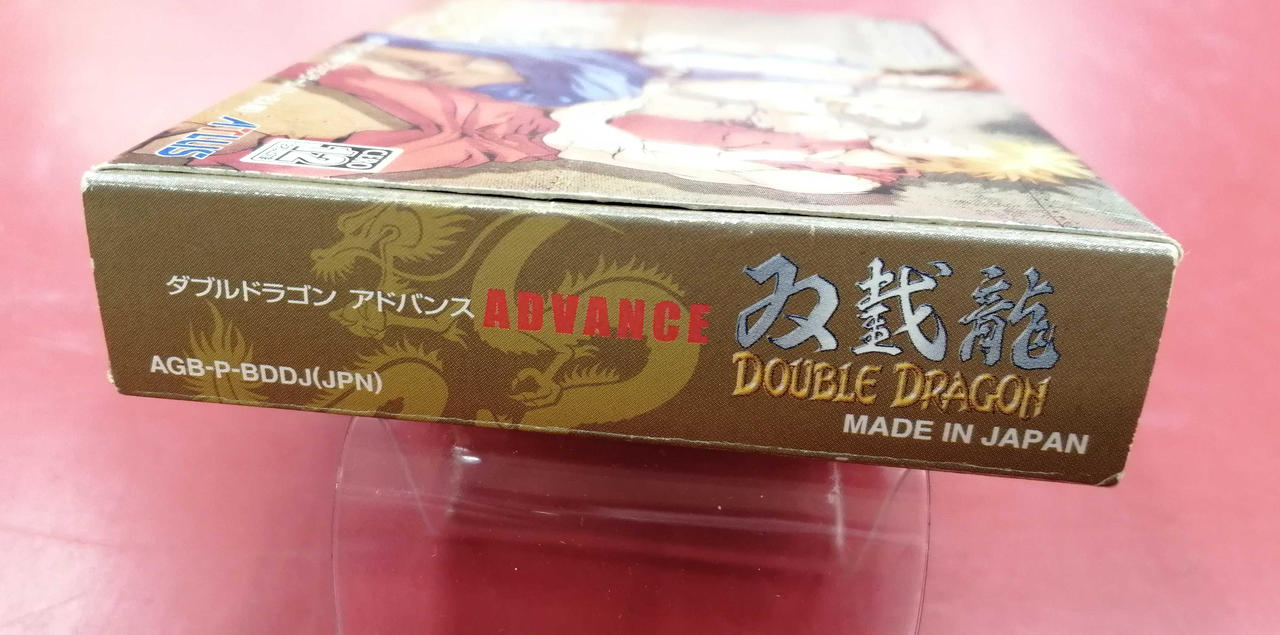 ATLUS
ダブルドラゴン アドバンス
ADVANCE
双截龍
DOUBLE DRAGON
AGB-P-BDDJ(JPN)
MADE IN JAPAN